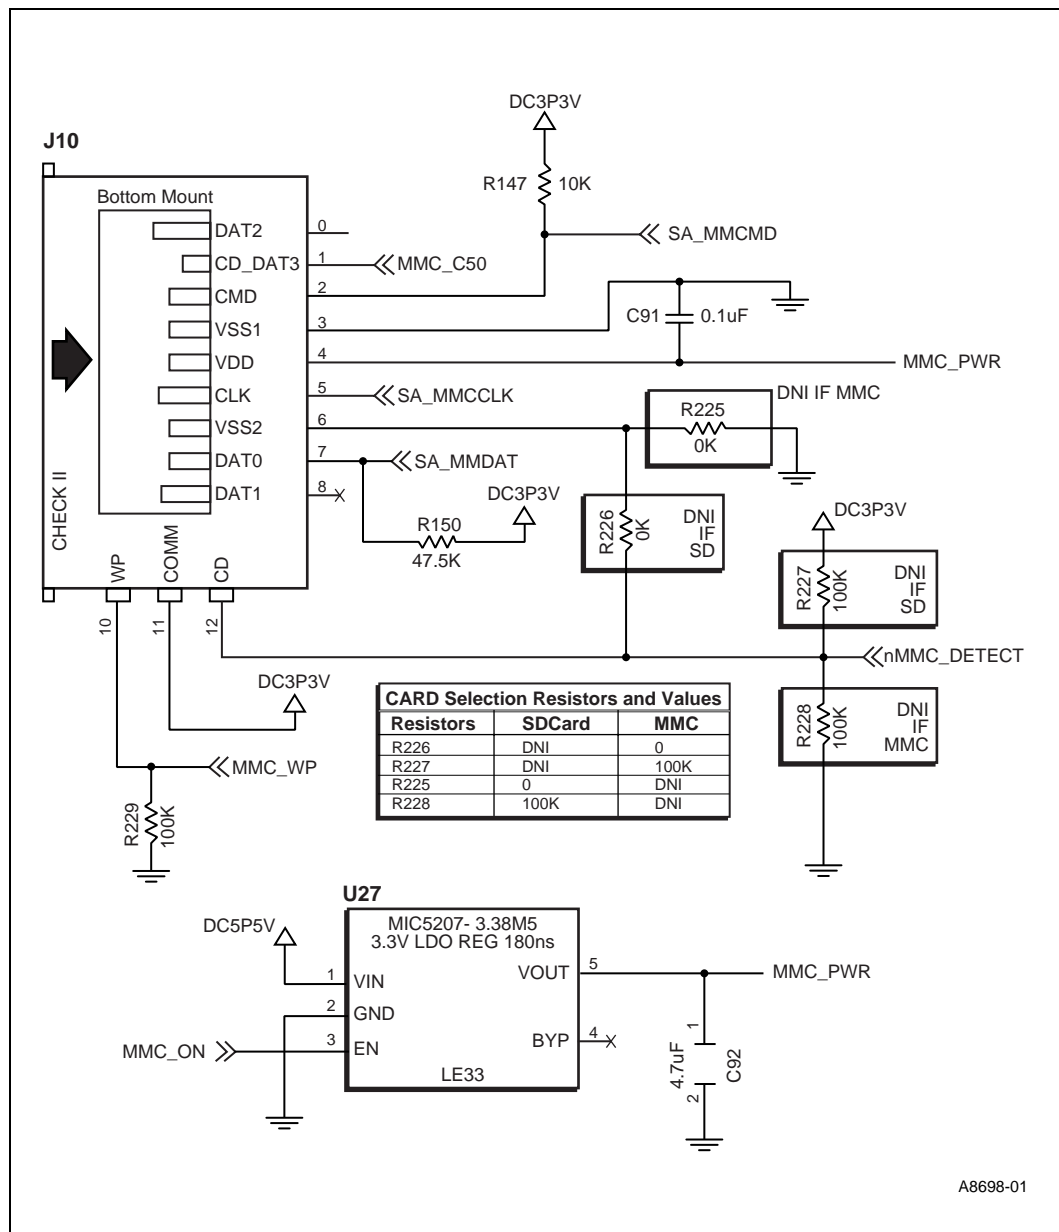 DC3P3V
J10
R147 10K
Bottom Mount
DAT2 0
SA_MMCMD
CD_DAT3 1 MMC_C50
CMD 2
VSS1 3
C91 0.1uF
VDD 4
MMC_PWR
CLK 5 SA_MMCCLK
DNI IF MMC
R225
0K
VSS2 6
DAT0 7 SA_MMDAT
DAT1 8
DC3P3V
R150
47.5K
R226
0K
DNI
IF
SD
DC3P3V
R227
100K
DNI
IF
SD
CHECK II
WP
COMM
CD
10
11
12
nMMC_DETECT
DC3P3V
R228
100K
DNI
IF
MMC
CARD Selection Resistors and Values
Resistors SDCard MMC
R226 DNI 0
R227 DNI 100K
R225 0 DNI
R228 100K DNI
MMC_WP
R229
100K
U27
DC5P5V
MIC5207- 3.38M5
3.3V LDO REG 180ns
1 VIN
VOUT 5
MMC_PWR
2 GND
MMC_ON 3 EN
BYP 4
LE33
1
4.7uF
C92
2
A8698-01